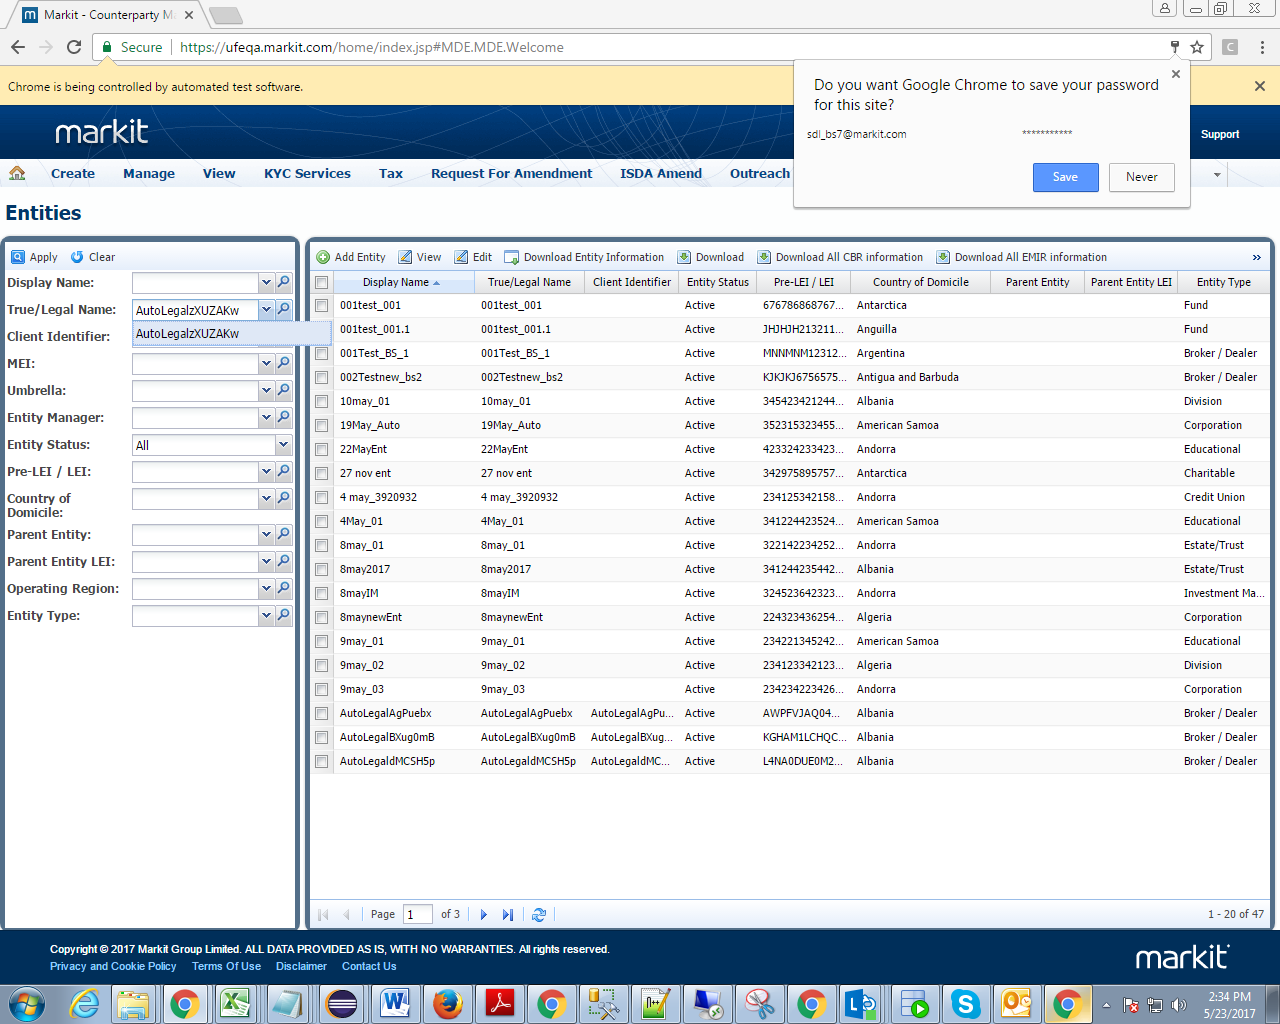 Markit - Counterparty Ma
Secure https://ufeqa.markit.com/home/index.jsp#MDE.MDE.Welcome
Chrome is being controlled by automated test software.
Do you want Google Chrome to save your password
for this site?
sdl_bs7@markit.com ***********
Save Never
markit
Support
Create Manage View KYC Services Tax Request For Amendment ISDA Amend Outreach
Entities
Apply Clear
Display Name:
True/Legal Name: AutoLegalzXUZAKw
AutoLegalzXUZAKw
Client Identifier:
MEI:
Umbrella:
Entity Manager:
Entity Status: All
Pre-LEI / LEI:
Country of
Domicile:
Parent Entity:
Parent Entity LEI:
Operating Region:
Entity Type:
Add Entity View Edit Download Entity Information Download Download All CBR information Download All EMIR information »
Display Name True/Legal Name Client Identifier Entity Status Pre-LEI / LEI Country of Domicile Parent Entity Parent Entity LEI Entity Type
001test_001 001test_001 Active 676786868767... Antarctica Fund
001test_001.1 001test_001.1 Active JHJHJH213211... Anguilla Fund
001Test_BS_1 001Test_BS_1 Active MNNMNM12312... Argentina Broker / Dealer
002Testnew_bs2 002Testnew_bs2 Active KJKJKJ6756575... Antigua and Barbuda Broker / Dealer
10may_01 10may_01 Active 345423421244... Albania Division
19May_Auto 19May_Auto Active 352315323455... American Samoa Corporation
22MayEnt 22MayEnt Active 423324233423... Andorra Educational
27 nov ent 27 nov ent Active 342975895757... Antarctica Charitable
4 may_3920932 4 may_3920932 Active 234125342158... Andorra Credit Union
4May_01 4May_01 Active 341224423524... American Samoa Educational
8may_01 8may_01 Active 322142234252... Andorra Estate/Trust
8may2017 8may2017 Active 341244235442... Albania Estate/Trust
8mayIM 8mayIM Active 324523642323... Andorra Investment Ma...
8maynewEnt 8maynewEnt Active 224323436254... Algeria Corporation
9may_01 9may_01 Active 234221345242... American Samoa Educational
9may_02 9may_02 Active 234123342123... Algeria Division
9may_03 9may_03 Active 234234223426... Andorra Corporation
AutoLegalAgPuebx AutoLegalAgPuebx AutoLegalAgPu... Active AWPFVJAQ04... Albania Broker / Dealer
AutoLegalBXug0mB AutoLegalBXug0mB AutoLegalBXug... Active KGHAM1LCHQC... Albania Broker / Dealer
AutoLegaldMCSH5p AutoLegaldMCSH5p AutoLegaldMC... Active L4NA0DUE0M2... Albania Broker / Dealer
Page 1 of 3
1 - 20 of 47
Copyright © 2017 Markit Group Limited. ALL DATA PROVIDED AS IS, WITH NO WARRANTIES. All rights reserved.
Privacy and Cookie Policy Terms Of Use Disclaimer Contact Us
markit
2:34 PM
5/23/2017